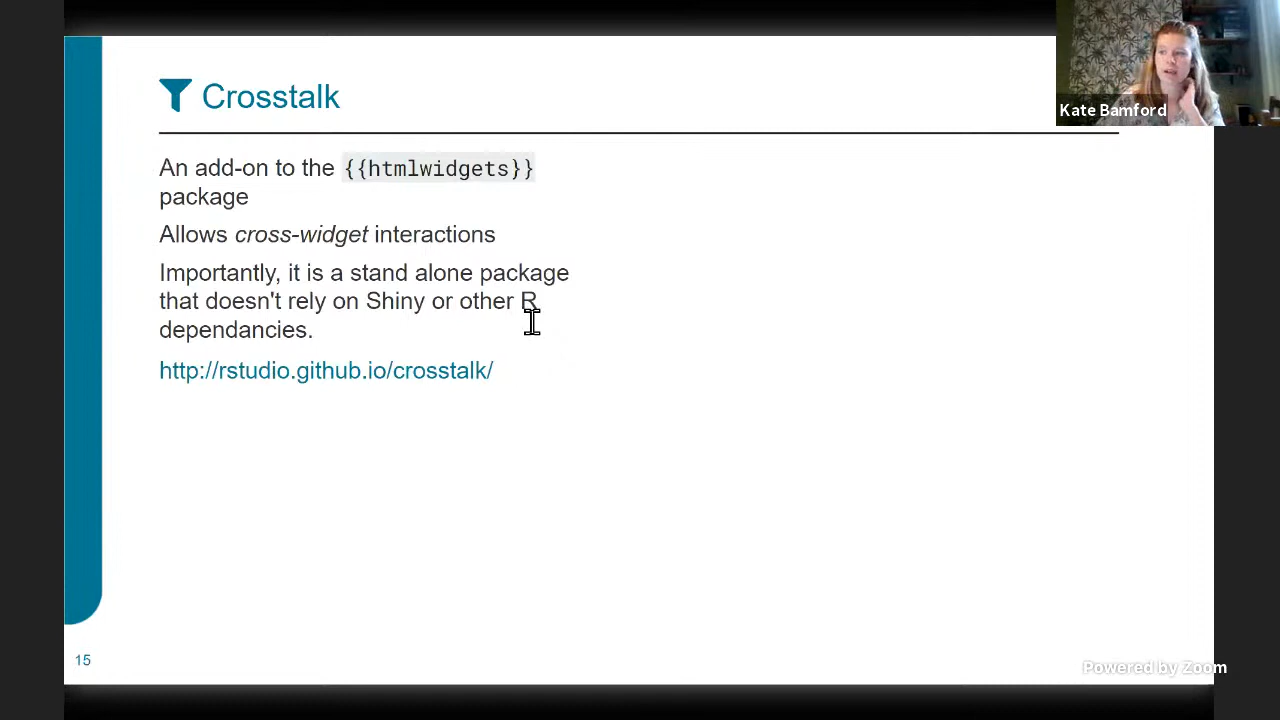 Crosstalk
Kate Bamford
An add-on to the {{htmlwidgets}}
package
Allows cross-widget interactions
Importantly, it is a stand alone package
that doesn't rely on Shiny or other R
dependancies.
http://rstudio.github.io/crosstalk/
15
Powered by Zoom